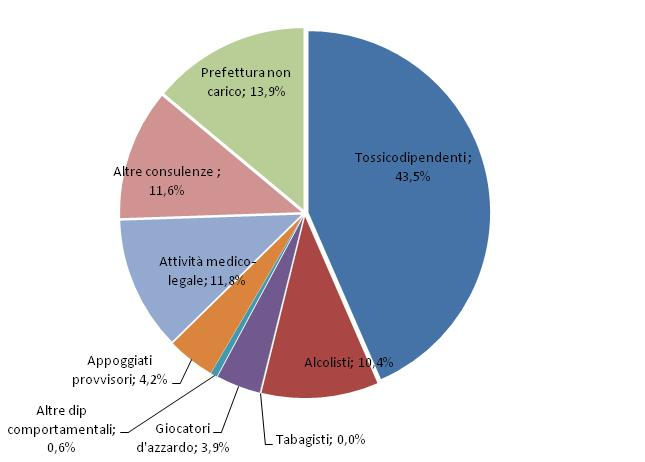 Tossicodipendenti;
43,5%
Alcolisti; 10,4%
Tabagisti; 0,0%
Giocatori
d'azzardo; 3,9%
Altre dip
comportamentali;
0,6%
Appoggiati
provvisori; 4,2%
Attività medico-
legale; 11,8%
Altre consulenze ;
11,6%
Prefettura non
carico; 13,9%